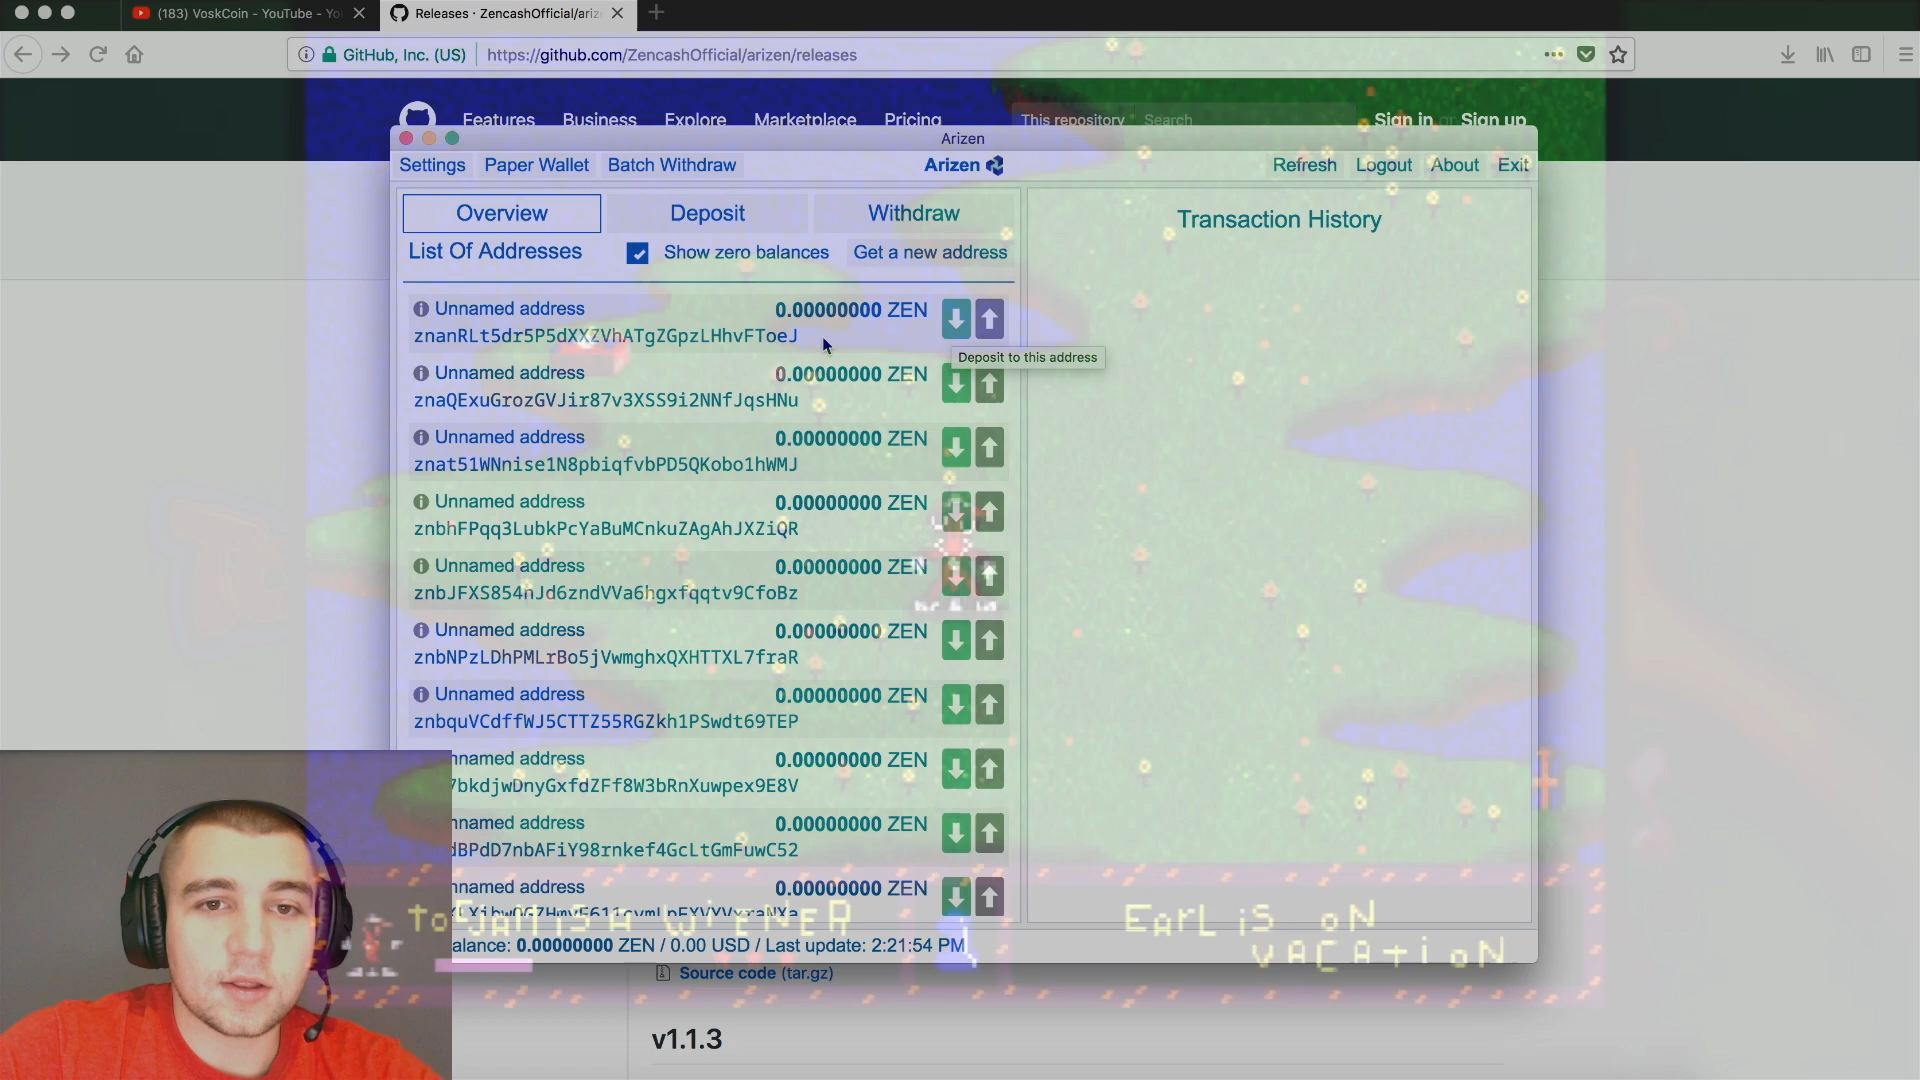 (183) VoskCoin - YouTube - Yo
Releases · ZencashOfficial/ariz
GitHub, Inc. (US)
https://github.com/ZencashOfficial/arizen/releases
Features Business Explore Marketplace Pricing This repository Search Sign in or Sign up
Arizen
Settings Paper Wallet Batch Withdraw Arizen Refresh Logout About Exit
Overview Deposit Withdraw
Transaction History
List Of Addresses Show zero balances Get a new address
Unnamed address 0.00000000 ZEN
znanRLt5dr5P5dXXZVhATgZGpzLHhvFToeJ
Deposit to this address
Unnamed address 0.00000000 ZEN
znaQExuGrozGVJir87v3XSS9i2NNfJqsHNu
Unnamed address 0.00000000 ZEN
znat51WNnise1N8pbiqfvbPD5QKobo1hWMJ
Unnamed address 0.00000000 ZEN
znbhFPqq3LubkPcYaBuMCnkuZAgAhJXZiQR
Unnamed address 0.00000000 ZEN
znbJFXS854nJd6zndVVa6hgxfqqtv9CfoBz
Unnamed address 0.00000000 ZEN
znbNPzLDhPMLrBo5jVwmghxQXHTTXL7fraR
Unnamed address 0.00000000 ZEN
znbquVCdffWJ5CTTZ55RGZkh1PSwdt69TEP
nnamed address 0.00000000 ZEN
7bkdjwDnyGxfdZFf8W3bRnXuwpex9E8V
nnamed address 0.00000000 ZEN
dBPdD7nbAFiY98rnkef4GcLtGmFuwC52
nnamed address 0.00000000 ZEN
toEJAM iS A WiENER
EArL iS oN
VACAtioN
alance: 0.00000000 ZEN / 0.00 USD / Last update: 2:21:54 PM
Source code (tar.gz)
v1.1.3